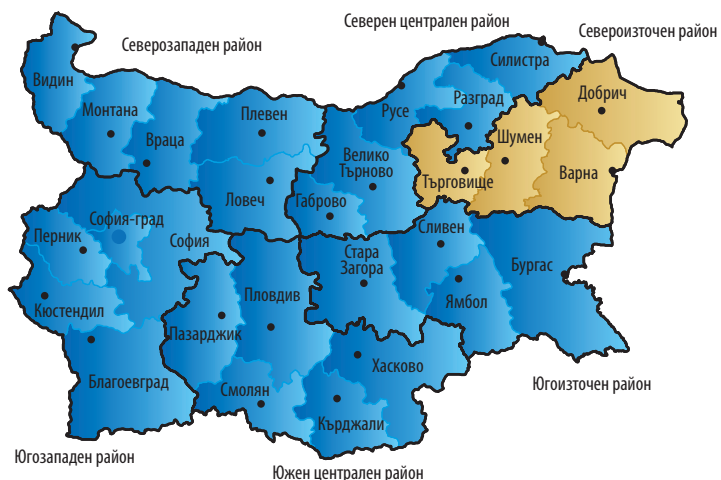 Северен централен район
Североизточен район
Северозападен район
Силистра
Видин
Добрич
Разград
Монтана
Плевен
Русе
Шумен
Враца
Велико
Търново
Варна
Търговище
Ловеч
Габрово
София-град
Сливен
Перник
София
Стара
Загора
Бургас
Пловдив
Ямбол
Кюстендил
Пазарджик
Хасково
Благоевград
Смолян
Югоизточен район
Кърджали
Югозападен район
Южен централен район